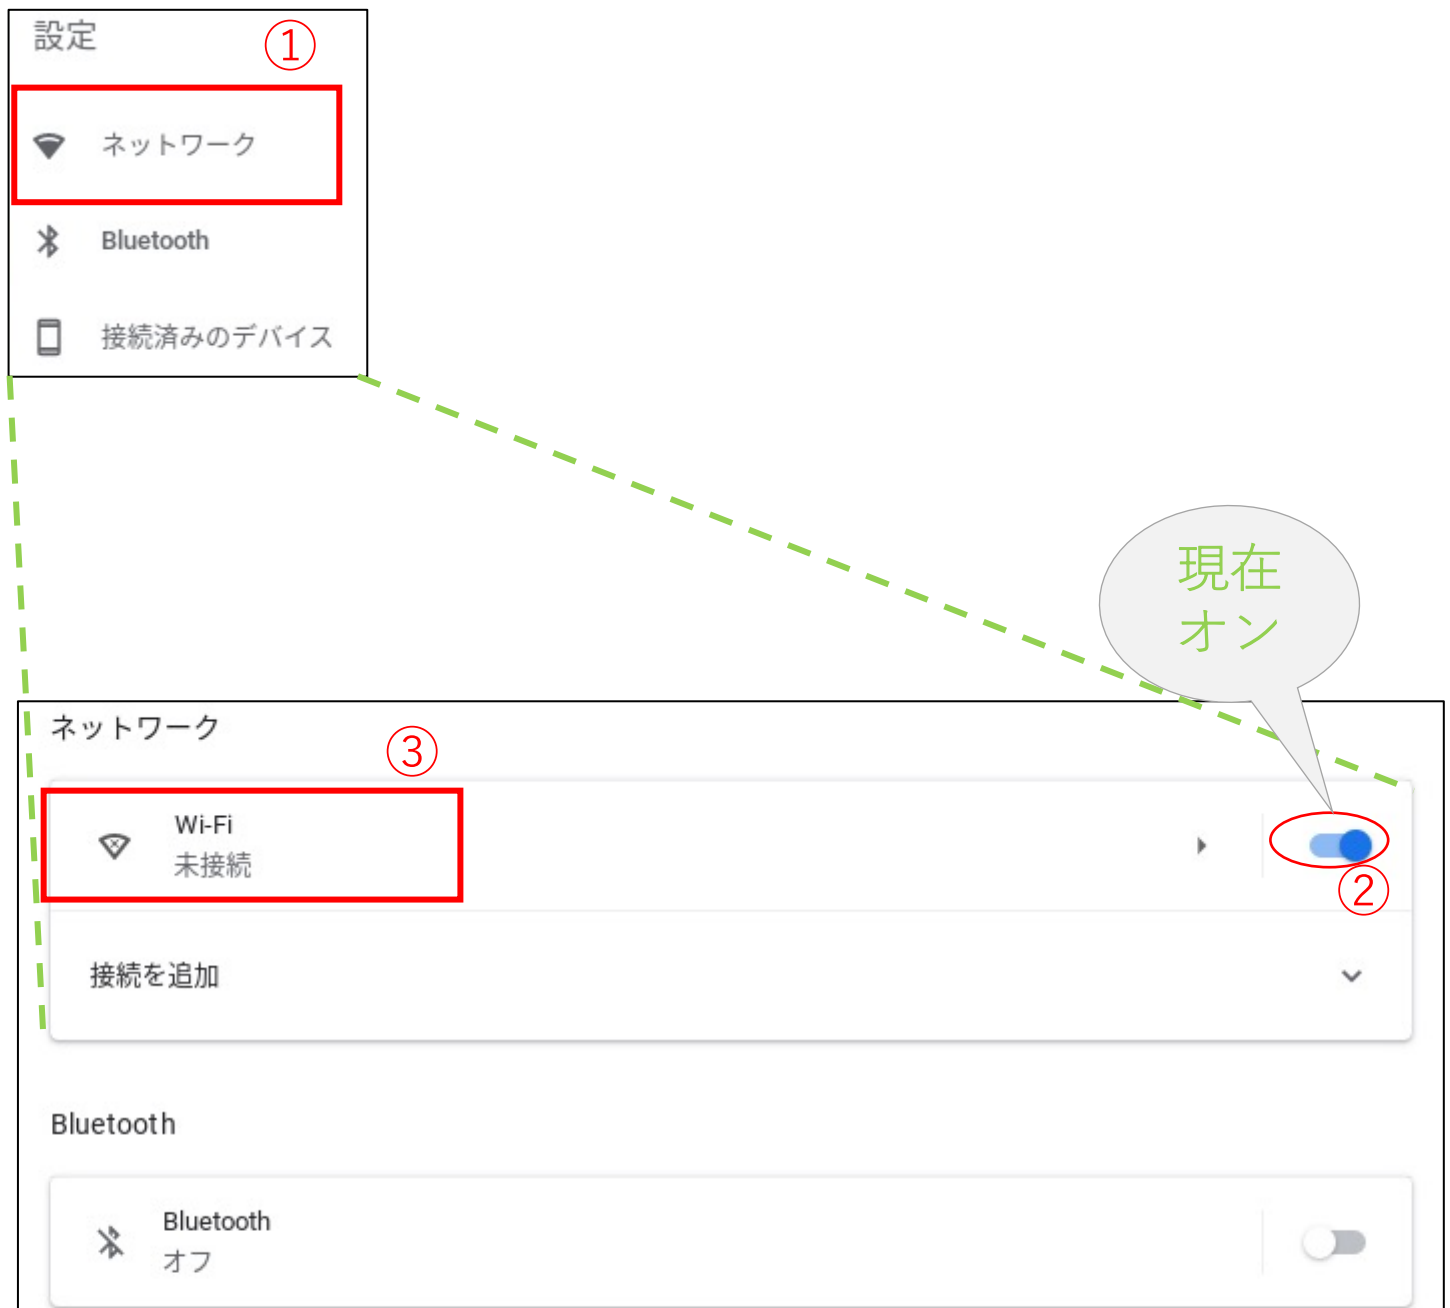 設定
①
ネットワーク
Bluetooth
接続済みのデバイス
現在
オン
ネットワーク
③
Wi-Fi
未接続
②
接続を追加
Bluetooth
Bluetooth
オフ